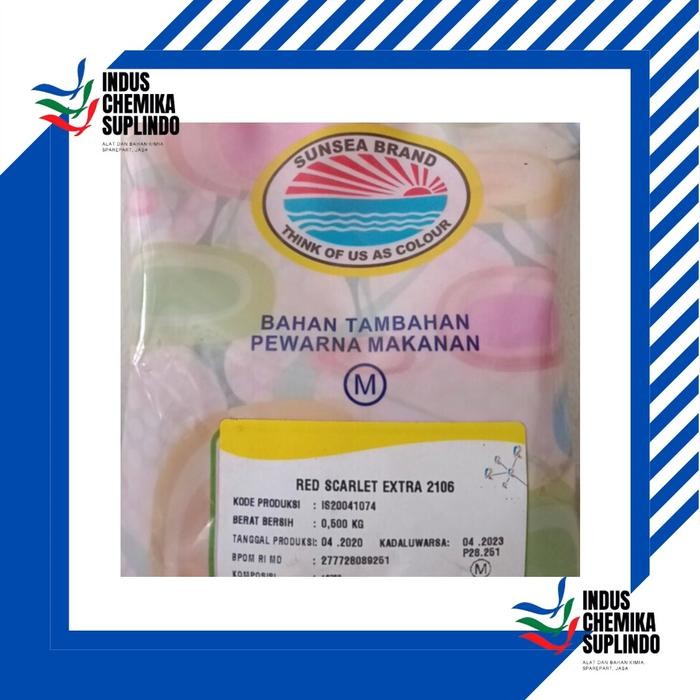 INDUS
CHEMIKA
SUPLINDO
ALAT DAN BAHAN KIMIA
SPAREPART, JASA
SUNSEA BRAND
THINK OF US AS COLOUR
BAHAN TAMBAHAN
PEWARNA MAKANAN
M
RED SCARLET EXTRA 2106
KODE PRODUKSI : IS20041074
BERAT BERSIH : 0,500 KG
TANGGAL PRODUKSI: 04 .2020 KADALUWARSA: 04 .2023
P28.251
BPOM RI MD : 277728089251
M
KOMPOSISI :
INDUS
CHEMIKA
SUPLINDO
ALAT DAN BAHAN KIMIA
SPAREPART, JASA